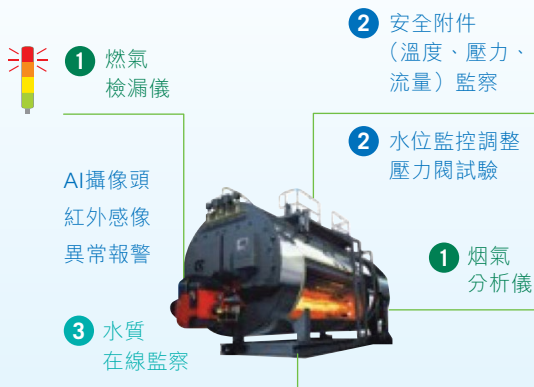 1 燃氣
檢漏儀
2 安全附件
（溫度、壓力、
流量）監察
2 水位監控調整
壓力閥試驗
AI攝像頭
紅外感像
異常報警
1 烟氣
分析儀
3 水質
在線監察